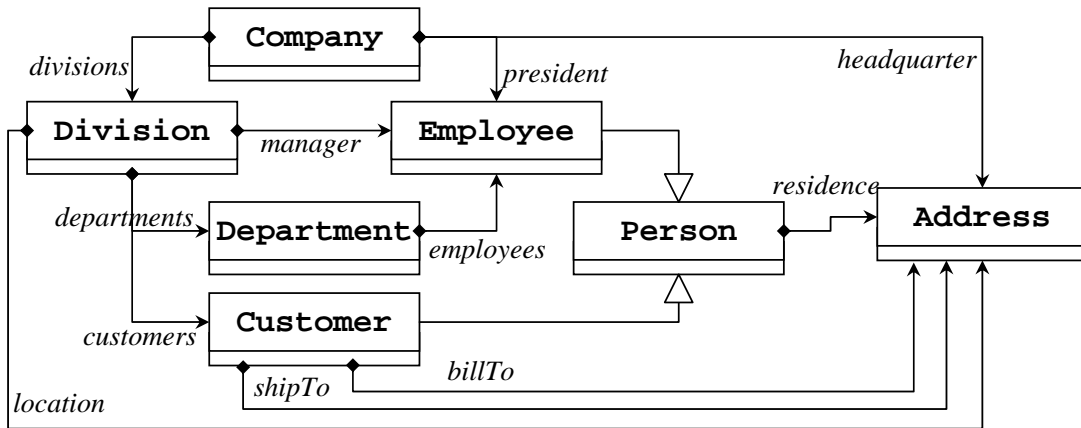 Company
divisions
president
headquarter
Division
manager
Employee
residence
departments
Department
employees
Person
Address
customers
Customer
shipTo
billTo
location